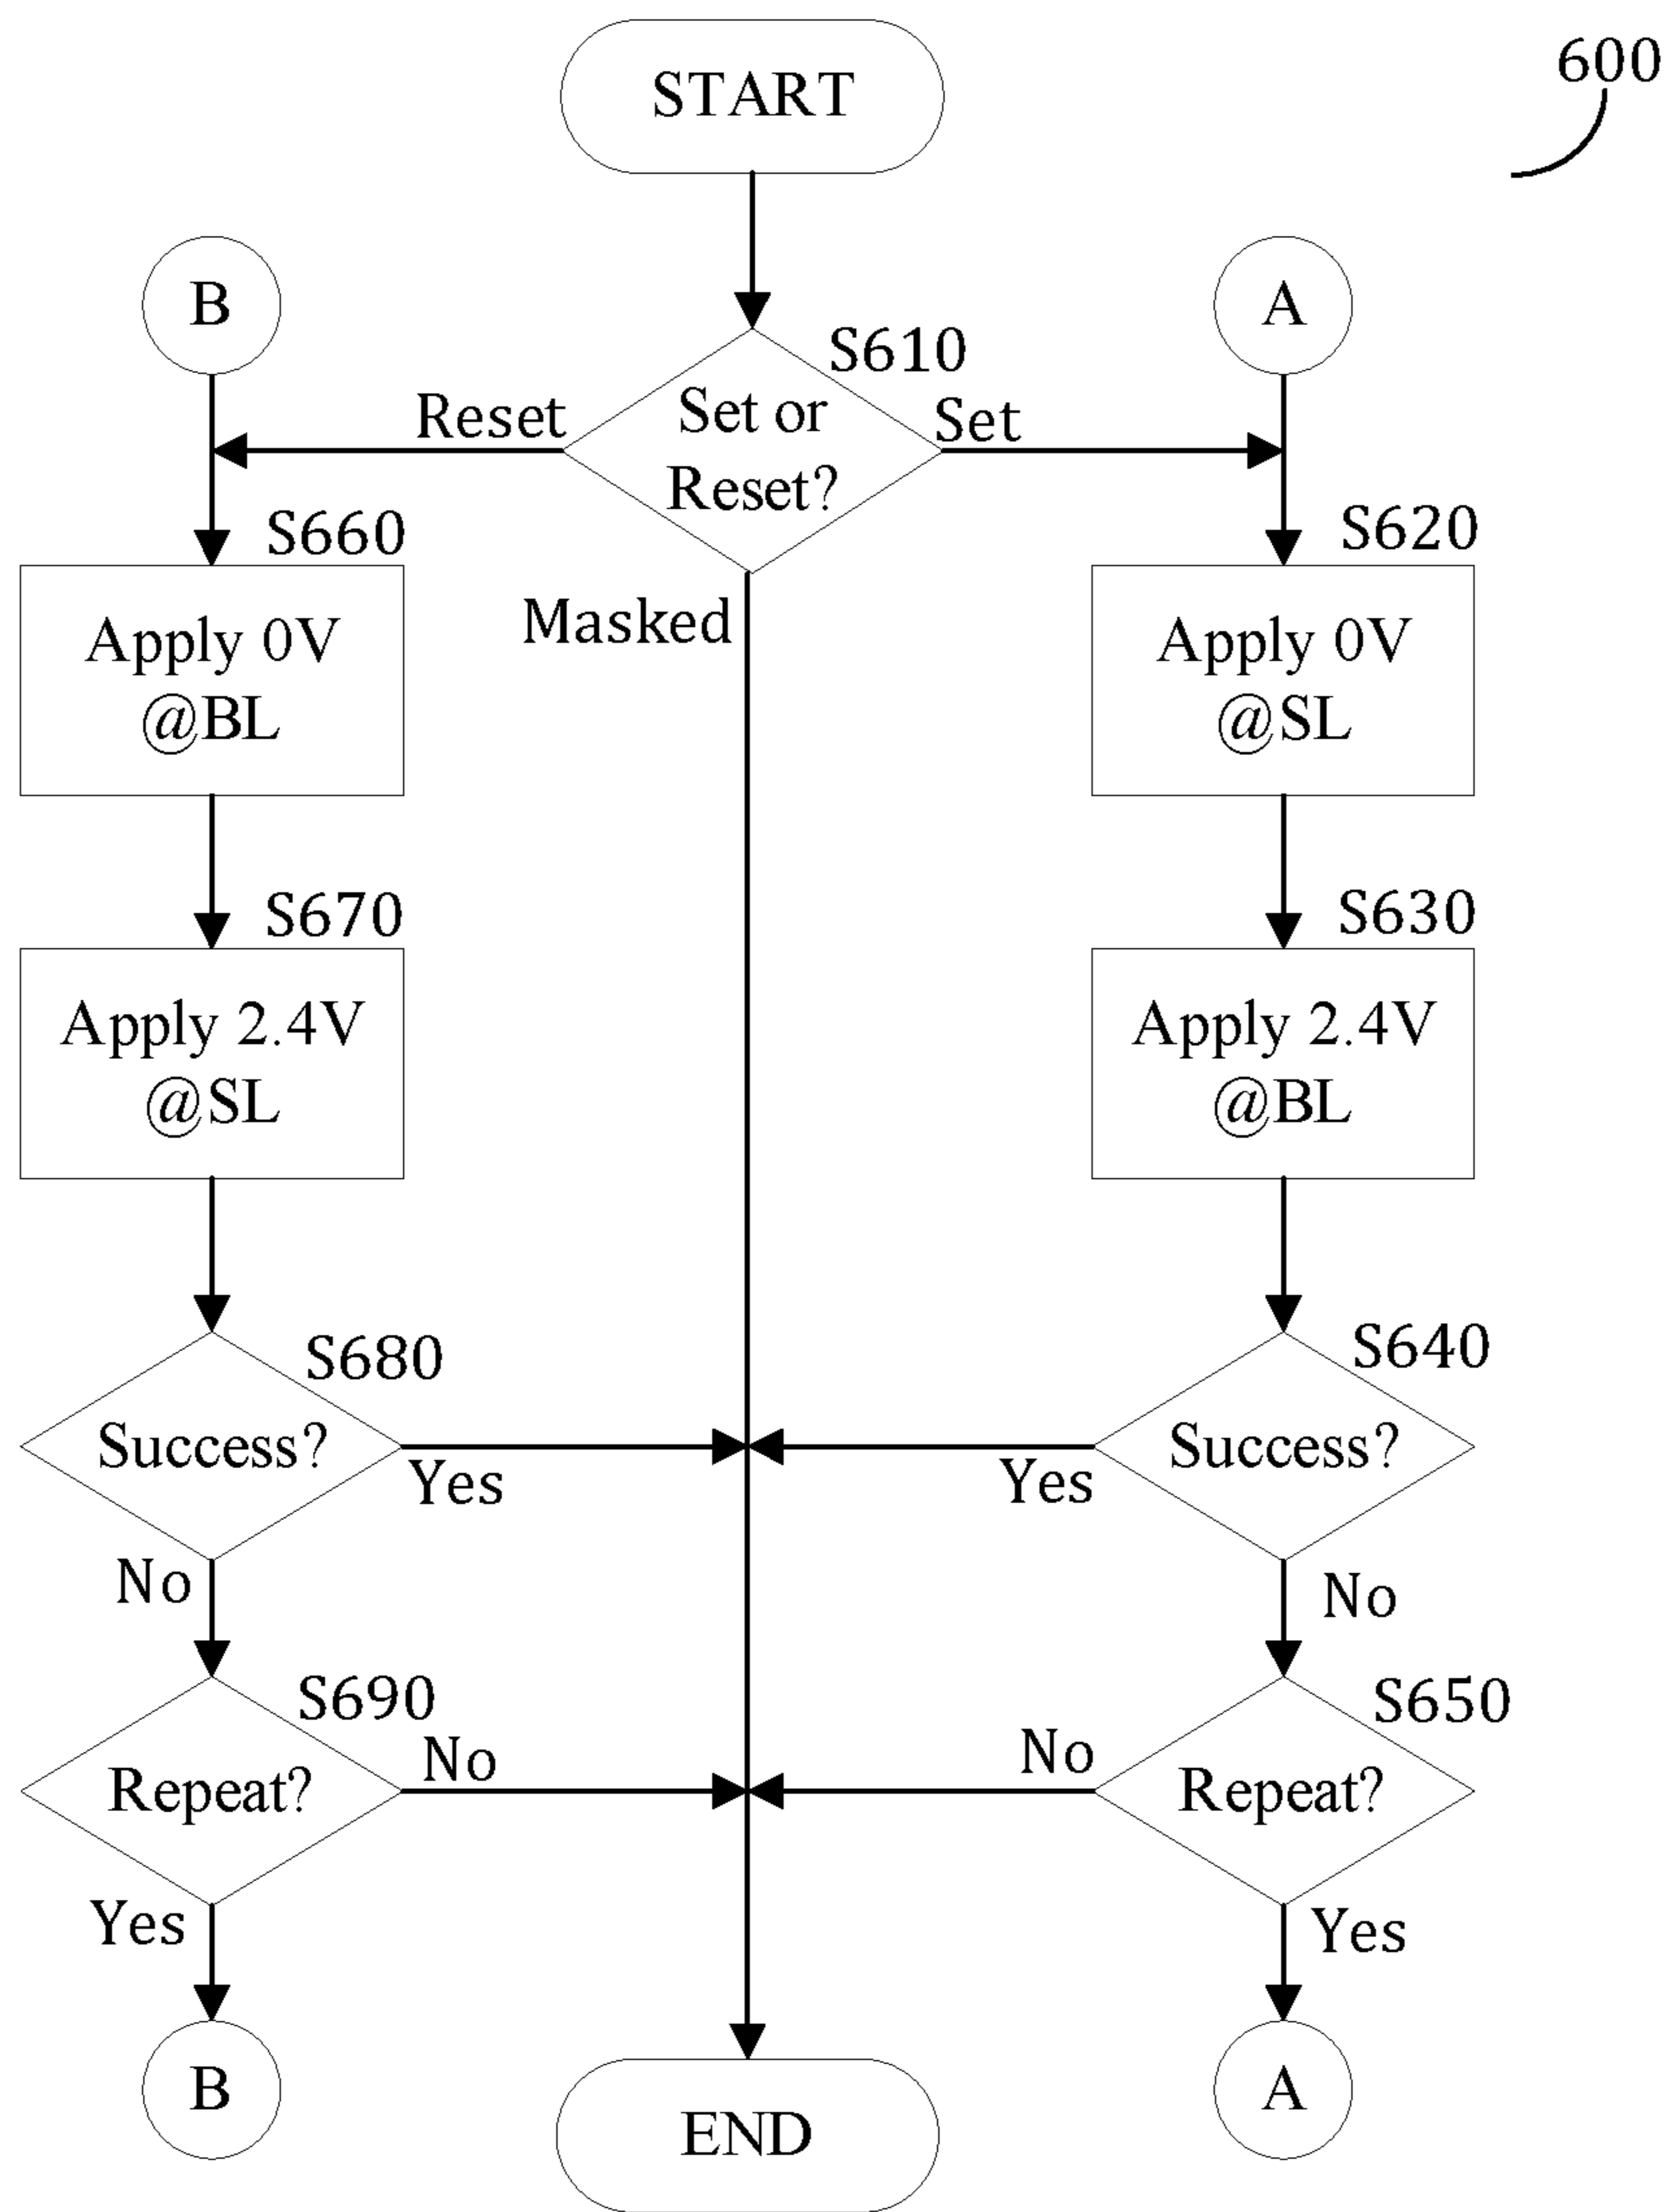 START
600
B
A
S610
Reset
Set or
Set
Reset?
S660
S620
Masked
Apply 0V
@BL
Apply 0V
@SL
S670
S630
Apply 2.4V
@SL
Apply 2.4V
@BL
S680
S640
Success?
Success?
Yes
Yes
No
No
S690
S650
No
No
Repeat?
Repeat?
Yes
Yes
B
A
END